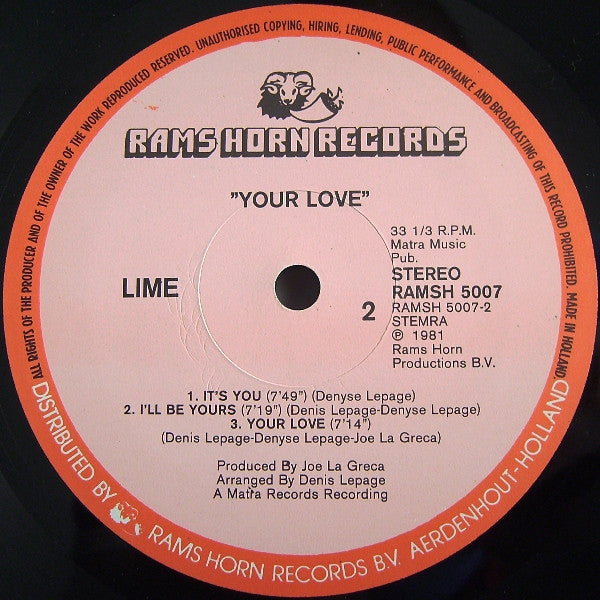 ALL RIGHTS OF THE PRODUCER AND OF THE OWNER OF THE WORK REPRODUCED RESERVED. UNAUTHORISED COPYING, HIRING, LENDING, PUBLIC PERFORMANCE AND BROADCASTING OF THIS RECORD PROHIBITED. MADE IN HOLLAND
RAMS HORN RECORDS
"YOUR LOVE"
33 1/3 R.P.M.
Matra Music
Pub.
STEREO
RAMSH 5007
RAMSH 5007-2
STEMRA
℗ 1981
Rams Horn
Productions B.V.
LIME
2
1. IT'S YOU (7'49") (Denyse Lepage)
2. I'LL BE YOURS (7'19") (Denis Lepage-Denyse Lepage)
3. YOUR LOVE (7'14")
(Denis Lepage-Denyse Lepage-Joe La Greca)
Produced By Joe La Greca
Arranged By Denis Lepage
A Matra Records Recording
DISTRIBUTED BY RAMS HORN RECORDS B.V. AERDENHOUT-HOLLAND